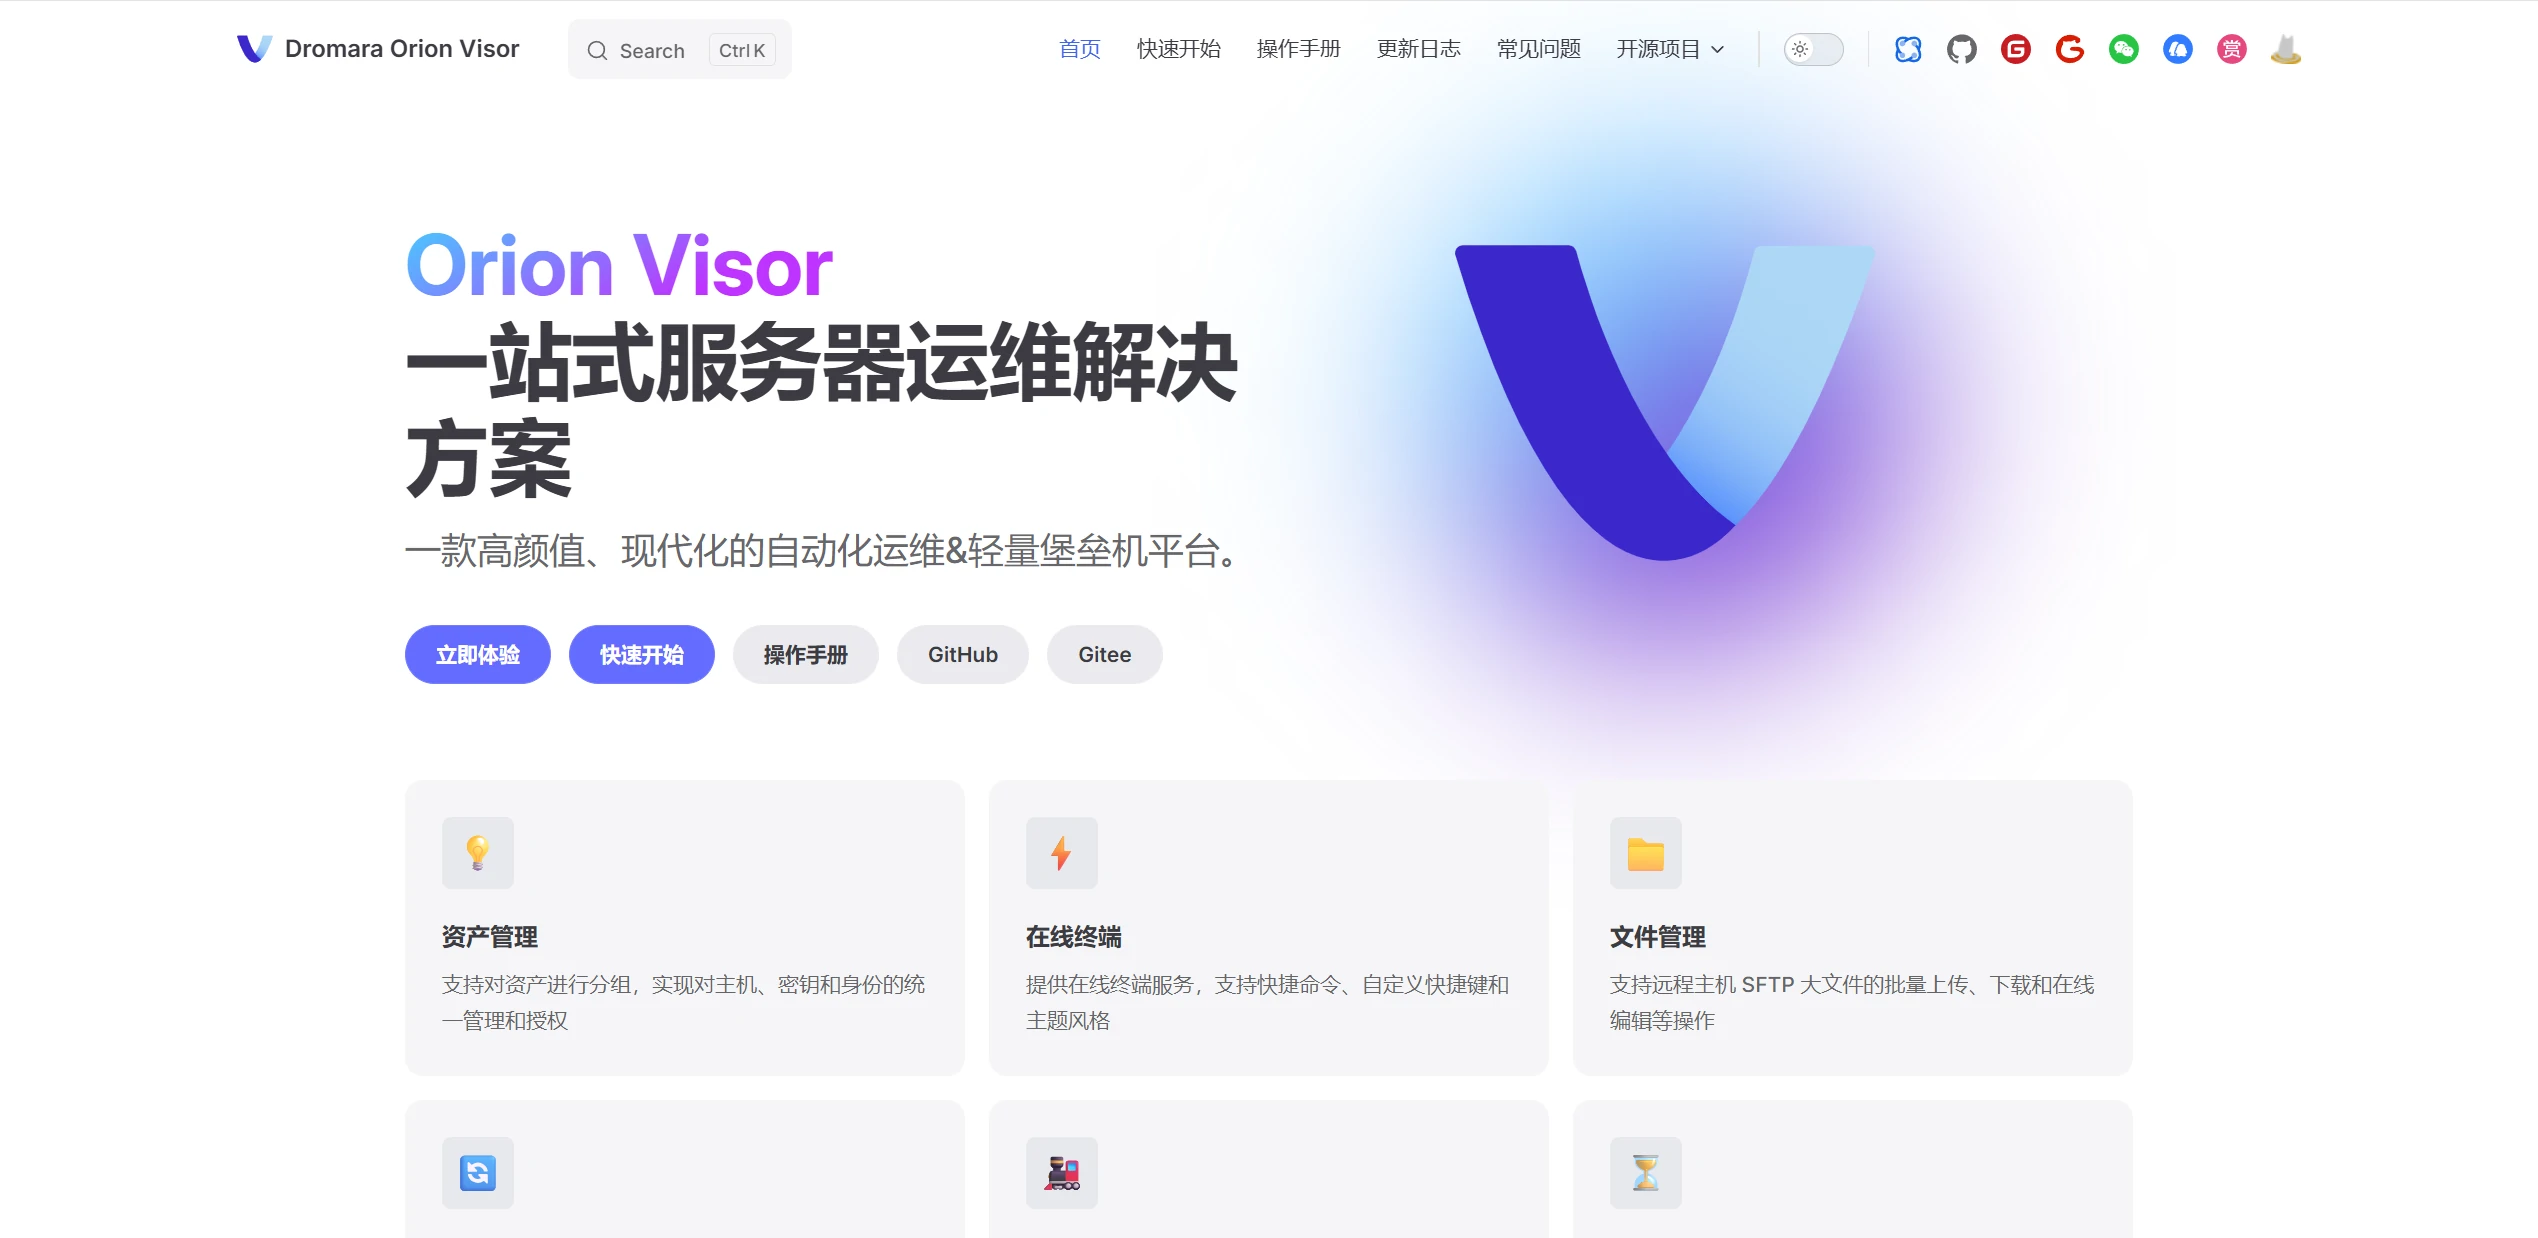 Dromara Orion Visor
Search
Ctrl K
首页
快速开始
操作手册
更新日志
常见问题
开源项目
赏
Orion Visor
一站式服务器运维解决
方案
一款高颜值、现代化的自动化运维&轻量堡垒机平台。
立即体验
快速开始
操作手册
GitHub
Gitee
资产管理
支持对资产进行分组，实现对主机、密钥和身份的统
一管理和授权
在线终端
提供在线终端服务，支持快捷命令、自定义快捷键和
主题风格
文件管理
支持远程主机 SFTP 大文件的批量上传、下载和在线
编辑等操作